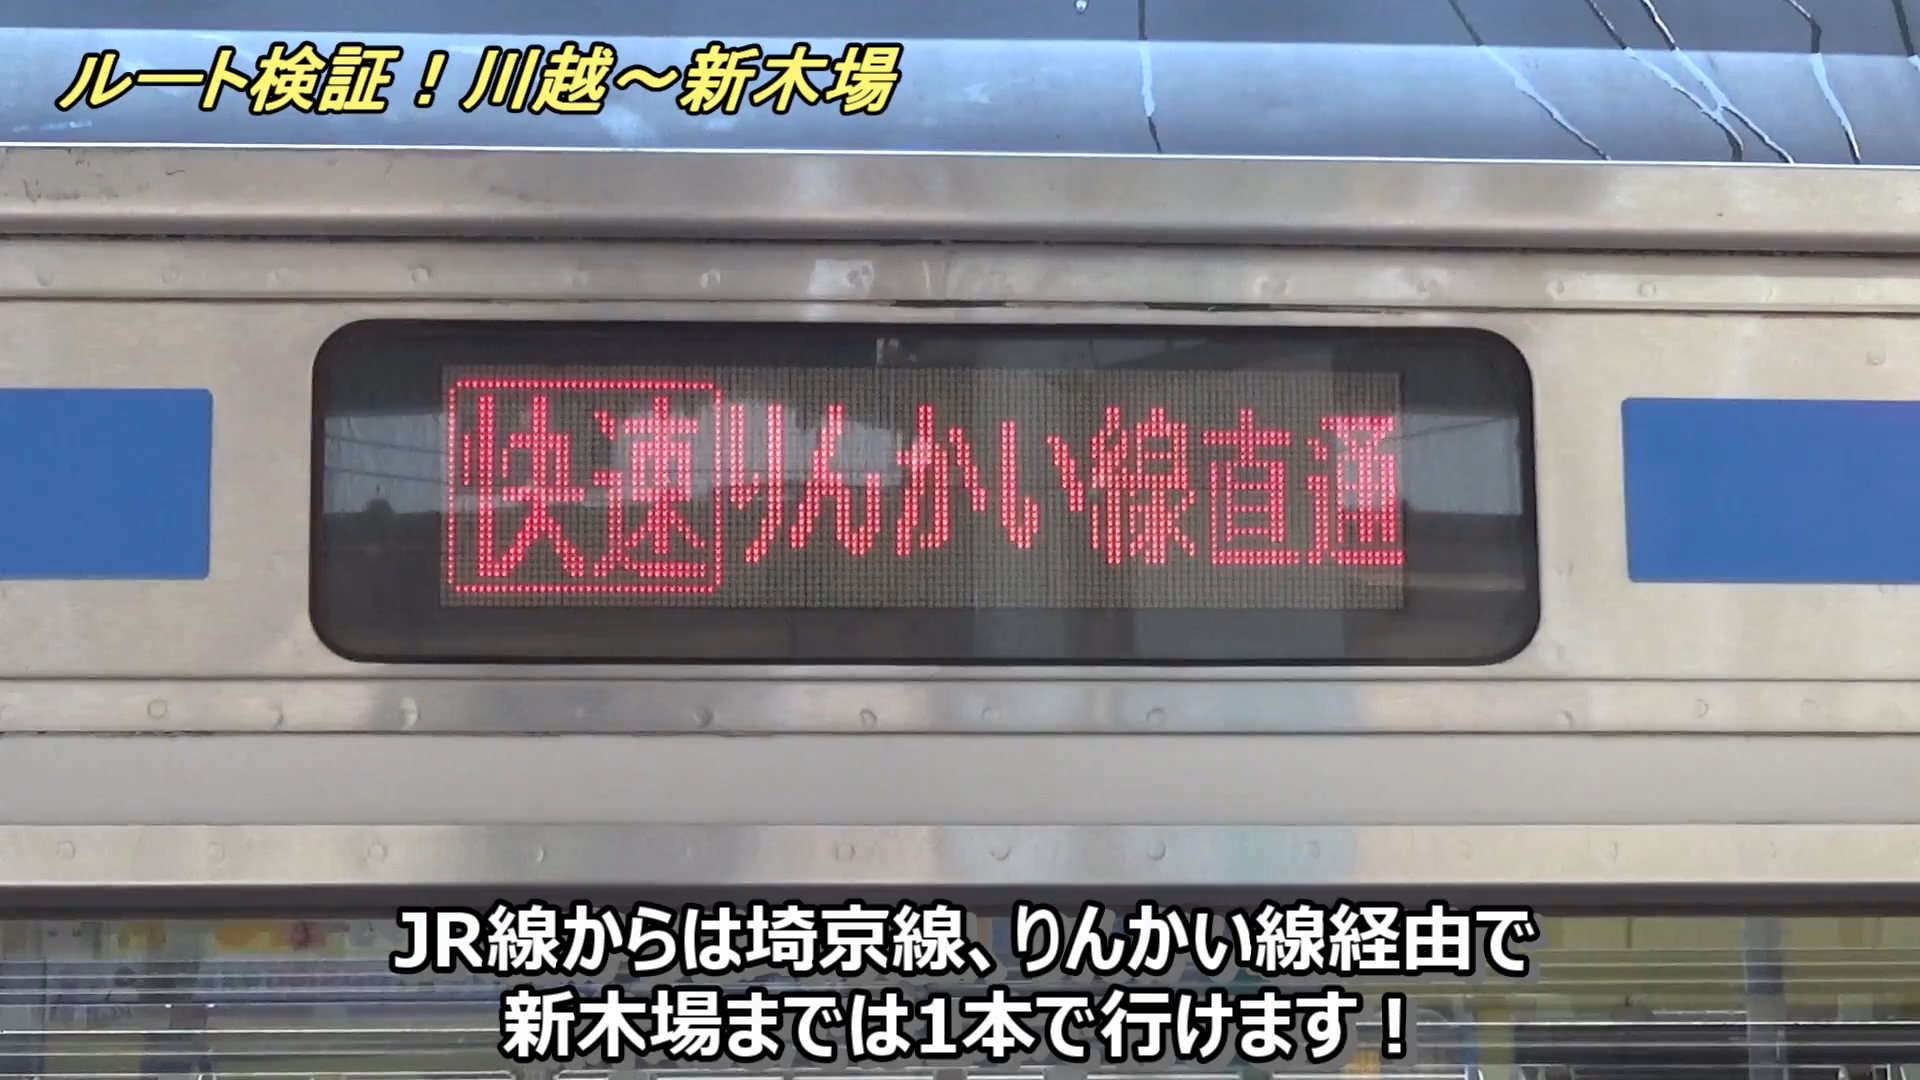 ルート検証！川越～新木場
快速りんかい線直通
JR線からは埼京線、りんかい線経由で
新木場までは1本で行けます！